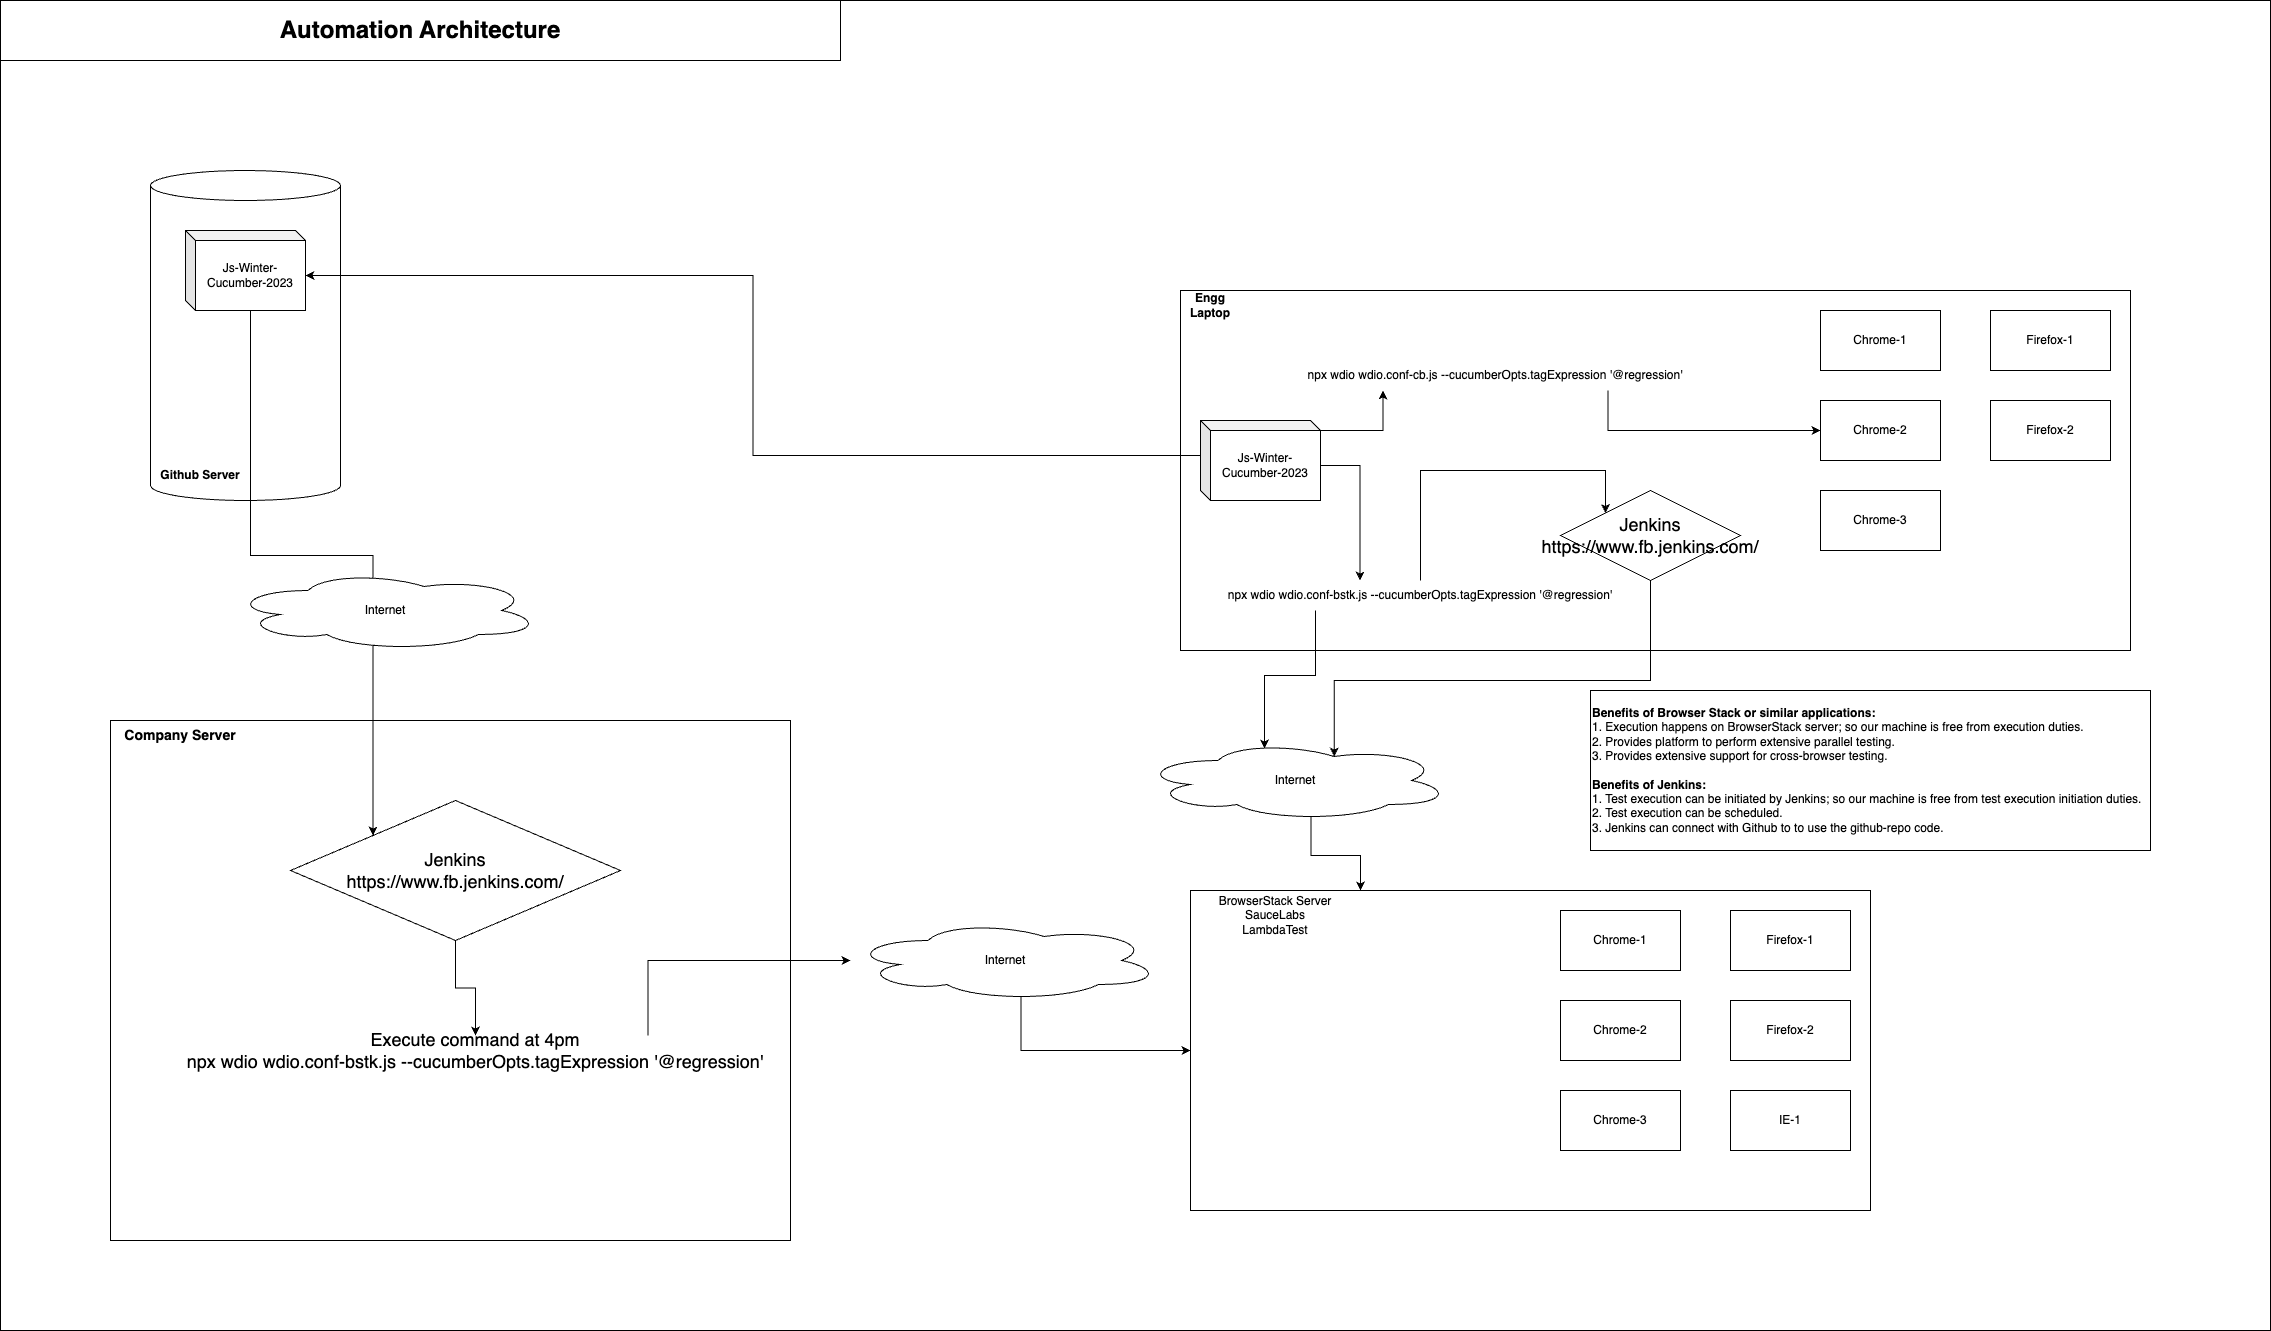 Automation Architecture
Js-Winter-
Cucumber-2023
Github Server
Internet
Engg
Laptop
npx wdio wdio.conf-cb.js --cucumberOpts.tagExpression '@regression'
Js-Winter-
Cucumber-2023
Jenkins
https://www.fb.jenkins.com/
npx wdio wdio.conf-bstk.js --cucumberOpts.tagExpression '@regression'
Chrome-1
Firefox-1
Chrome-2
Firefox-2
Chrome-3
Company Server
Jenkins
https://www.fb.jenkins.com/
Execute command at 4pm
npx wdio wdio.conf-bstk.js --cucumberOpts.tagExpression '@regression'
Internet
Internet
Benefits of Browser Stack or similar applications:
1. Execution happens on BrowserStack server; so our machine is free from execution duties.
2. Provides platform to perform extensive parallel testing.
3. Provides extensive support for cross-browser testing.
Benefits of Jenkins:
1. Test execution can be initiated by Jenkins; so our machine is free from test execution initiation duties.
2. Test execution can be scheduled.
3. Jenkins can connect with Github to to use the github-repo code.
BrowserStack Server
SauceLabs
LambdaTest
Chrome-1
Firefox-1
Chrome-2
Firefox-2
Chrome-3
IE-1